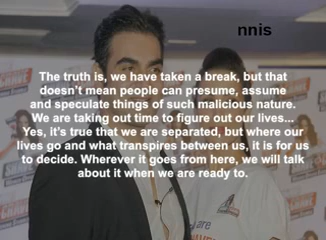 nnis
The truth is, we have taken a break, but that
doesn't mean people can presume, assume
and speculate things of such malicious nature.
We are taking out time to figure out our lives...
Yes, it's true that we are separated, but where our
lives go and what transpires between us, it is for us
to decide. Wherever it goes from here, we will talk
about it when we are ready to.